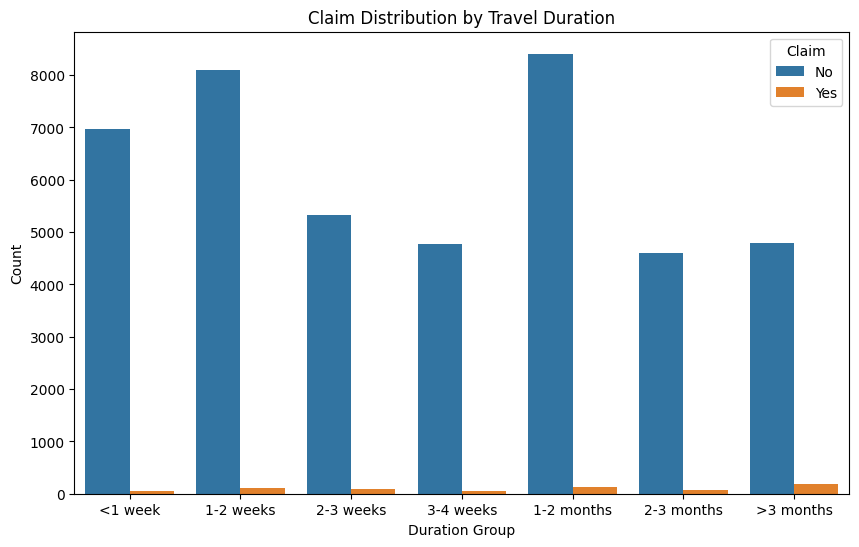 Claim Distribution by Travel Duration
Claim
No
Yes
Count
8000
7000
6000
5000
4000
3000
2000
1000
0
<1 week
1-2 weeks
2-3 weeks
3-4 weeks
1-2 months
2-3 months
>3 months
Duration Group